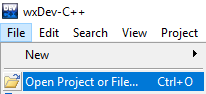 wxDev-C++
File Edit Search View Project
New
Open Project or File... Ctrl+O